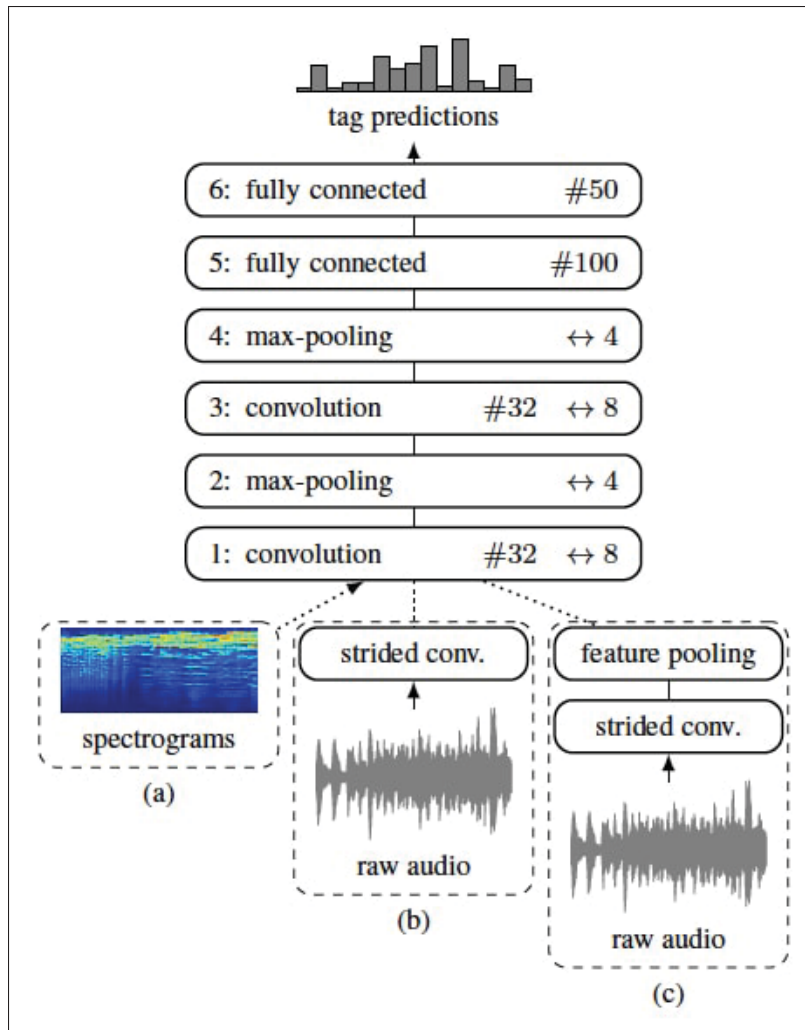 tag predictions
6: fully connected #50
5: fully connected #100
4: max-pooling ↔ 4
3: convolution #32 ↔ 8
2: max-pooling ↔ 4
1: convolution #32 ↔ 8
spectrograms
(a)
strided conv.
raw audio
(b)
feature pooling
strided conv.
raw audio
(c)